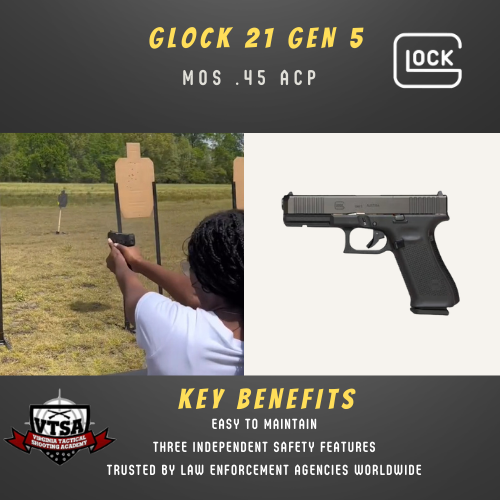 GLOCK 21 GEN 5
MOS .45 ACP
GLOCK
KEY BENEFITS
EASY TO MAINTAIN
THREE INDEPENDENT SAFETY FEATURES
TRUSTED BY LAW ENFORCEMENT AGENCIES WORLDWIDE
VTSA
VIRGINIA TACTICAL
SHOOTING ACADEMY